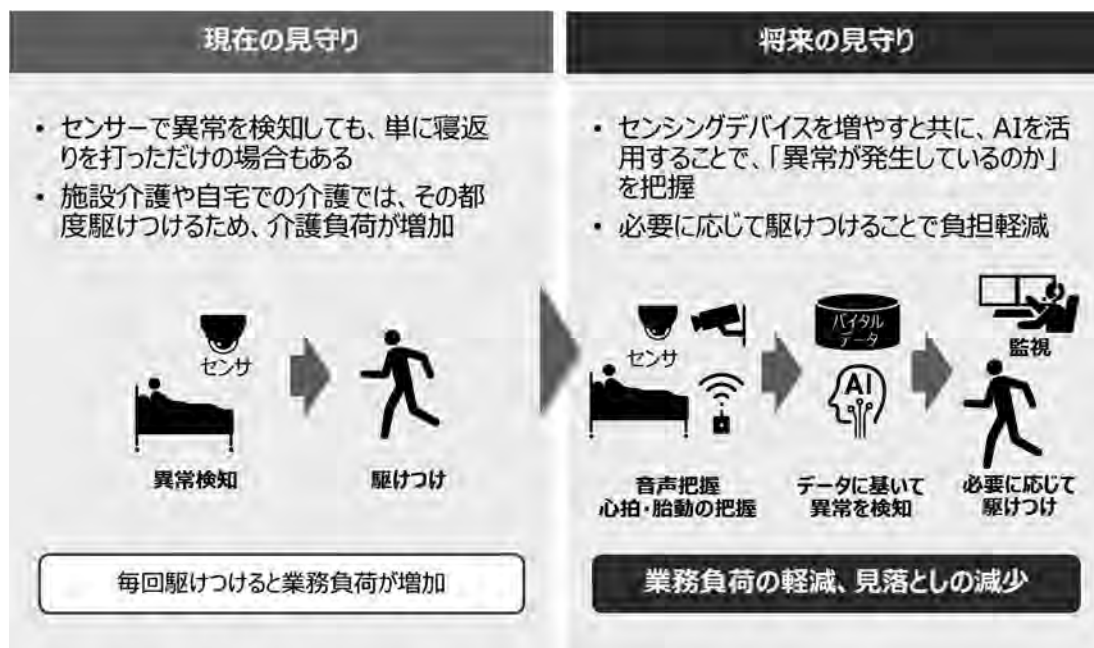 現在の見守り
• センサーで異常を検知しても、単に寝返
りを打っただけの場合もある
• 施設介護や自宅での介護では、その都
度駆けつけるため、介護負荷が増加
センサ
異常検知
駆けつけ
毎回駆けつけると業務負荷が増加
将来の見守り
• センシングデバイスを増やすと共に、AIを活
用することで、「異常が発生しているのか」
を把握
• 必要に応じて駆けつけることで負担軽減
センサ
音声把握
心拍・胎動の把握
バイタル
データ
AI
データに基いて
異常を検知
監視
必要に応じて
駆けつけ
業務負荷の軽減、見落としの減少